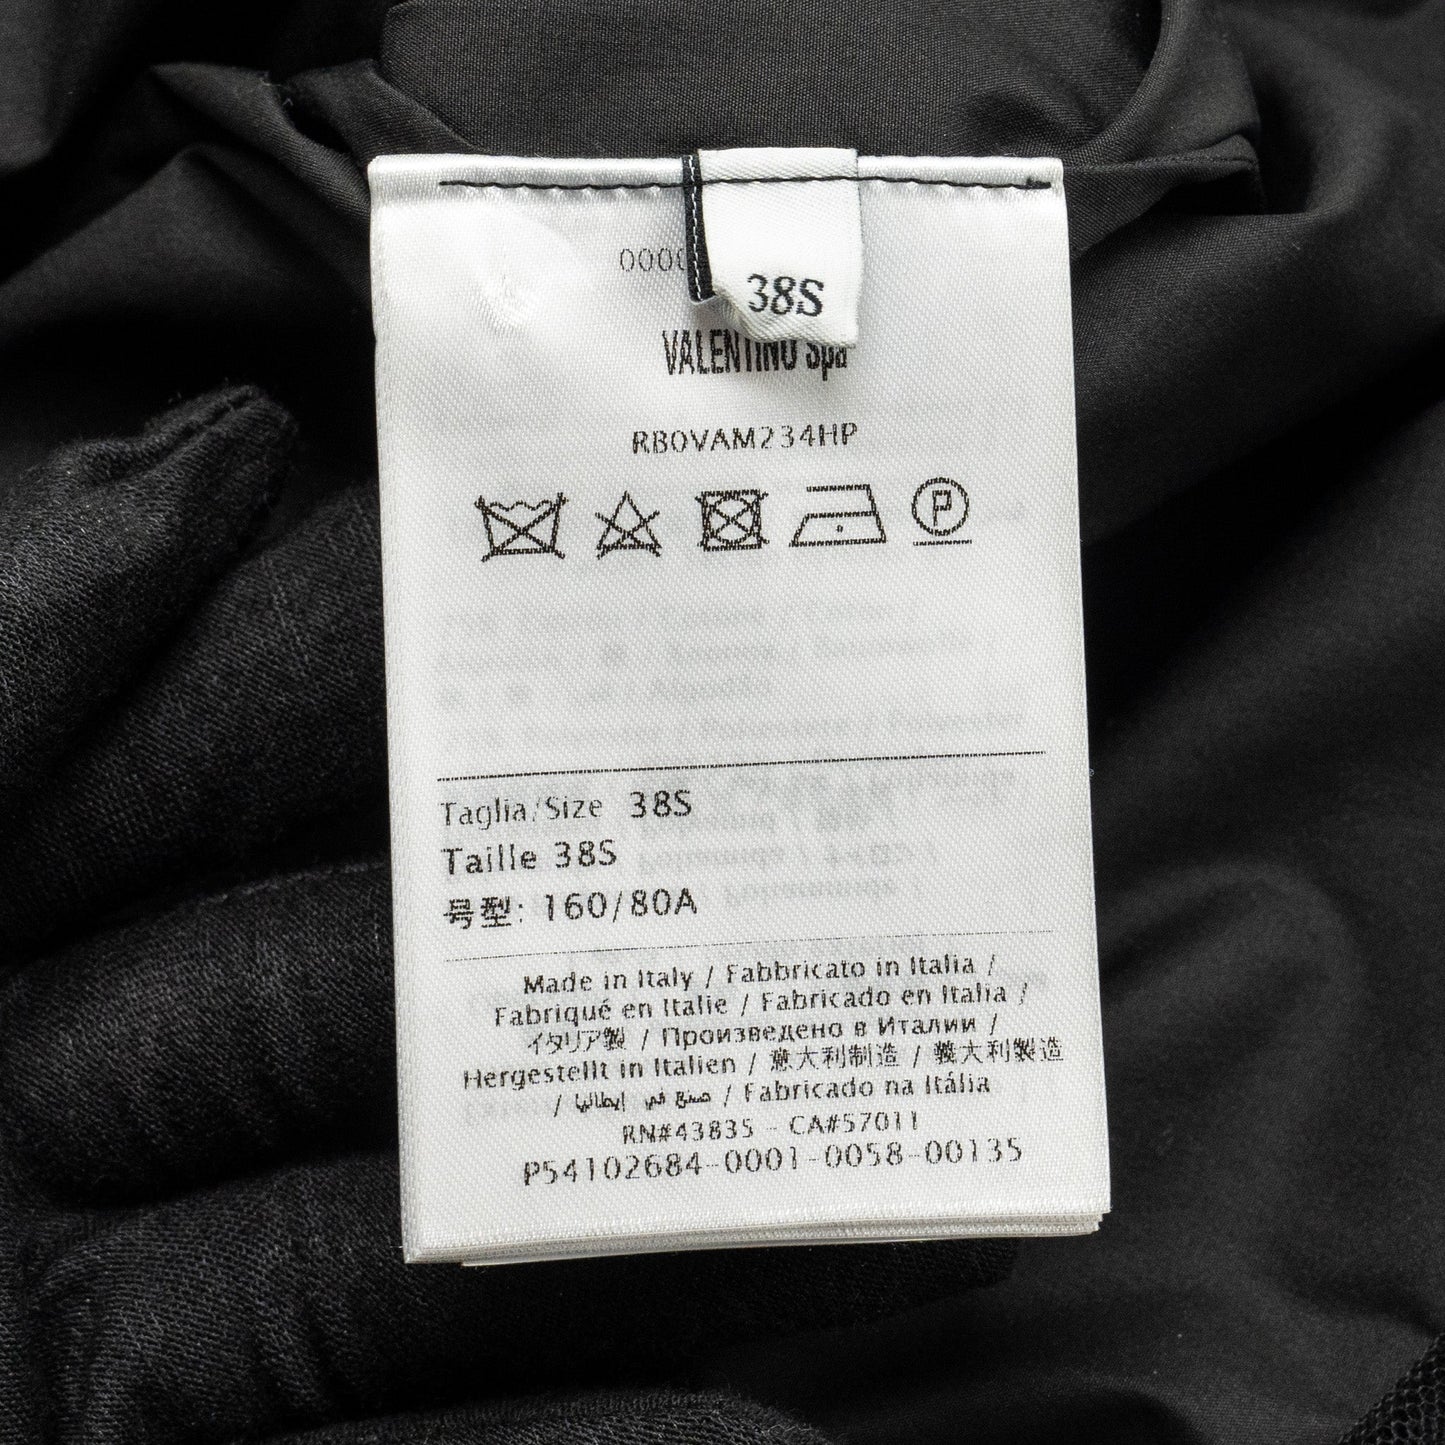 38S
VALENTINO Spa
RB0VAM234HP
P
Taglia/Size 38S
Taille 38S
号型: 160/80A
Made in Italy / Fabbricato in Italia /
Fabriqué en Italie / Fabricado en Italia /
イタリア製 / Произведено в Италии /
Hergestellt in Italien / 意大利制造 / 義大利製造
/ صنع في إيطاليا / Fabricado na Itália
RN#43835 - CA#57011
P54102684-0001-0058-00135